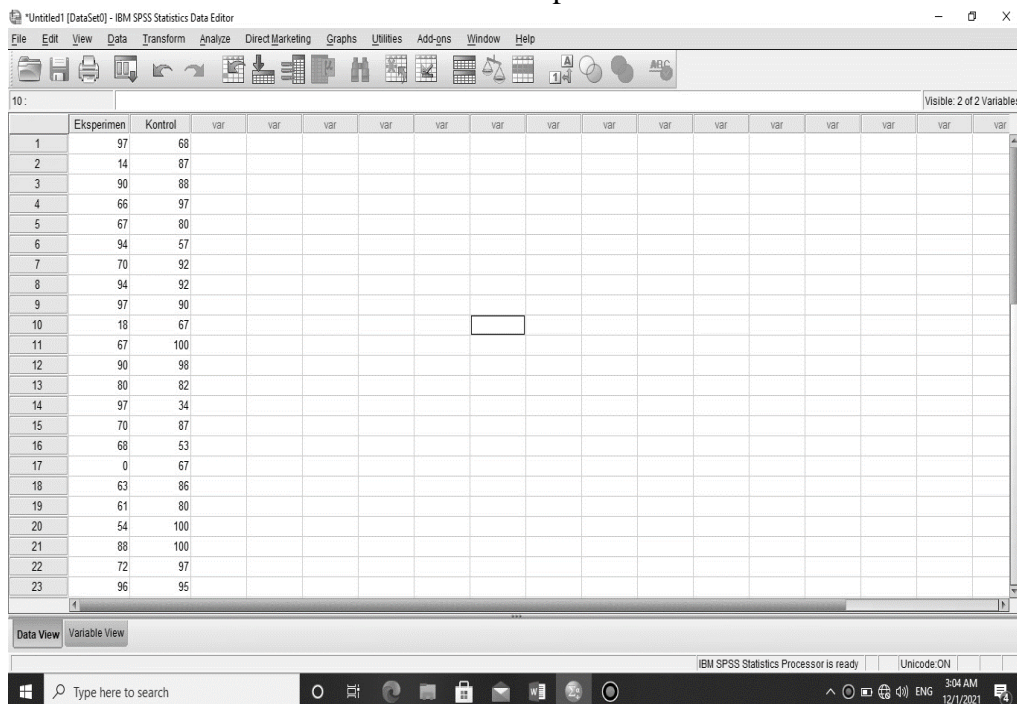 *Untitled1 [DataSet0] - IBM SPSS Statistics Data Editor
File Edit View Data Transform Analyze Direct Marketing Graphs Utilities Add-ons Window Help
10 : Visible: 2 of 2 Variables
Eksperimen Kontrol var var var var var var var var var var var var var
1 97 68
2 14 87
3 90 88
4 66 97
5 67 80
6 94 57
7 70 92
8 94 92
9 97 90
10 18 67
11 67 100
12 90 98
13 80 82
14 97 34
15 70 87
16 68 53
17 0 67
18 63 86
19 61 80
20 54 100
21 88 100
22 72 97
23 96 95
Data View Variable View
IBM SPSS Statistics Processor is ready Unicode:ON
Type here to search ENG 3:04 AM
12/1/2021